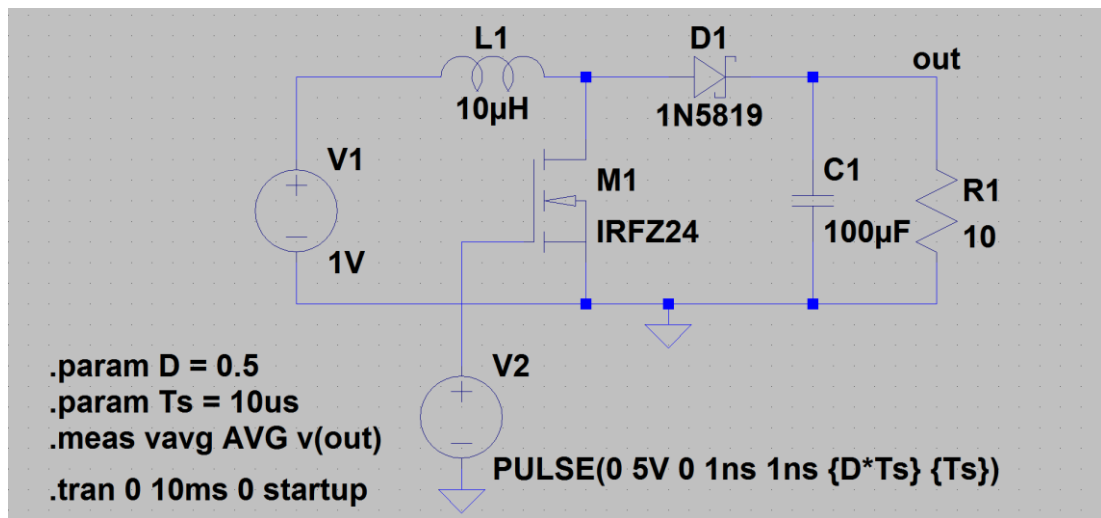 L1
10µH
D1
1N5819
out
V1
1V
M1
IRFZ24
C1
100µF
R1
10
.param D = 0.5
.param Ts = 10us
.meas vavg AVG v(out)
.tran 0 10ms 0 startup
V2
PULSE(0 5V 0 1ns 1ns {D*Ts} {Ts})